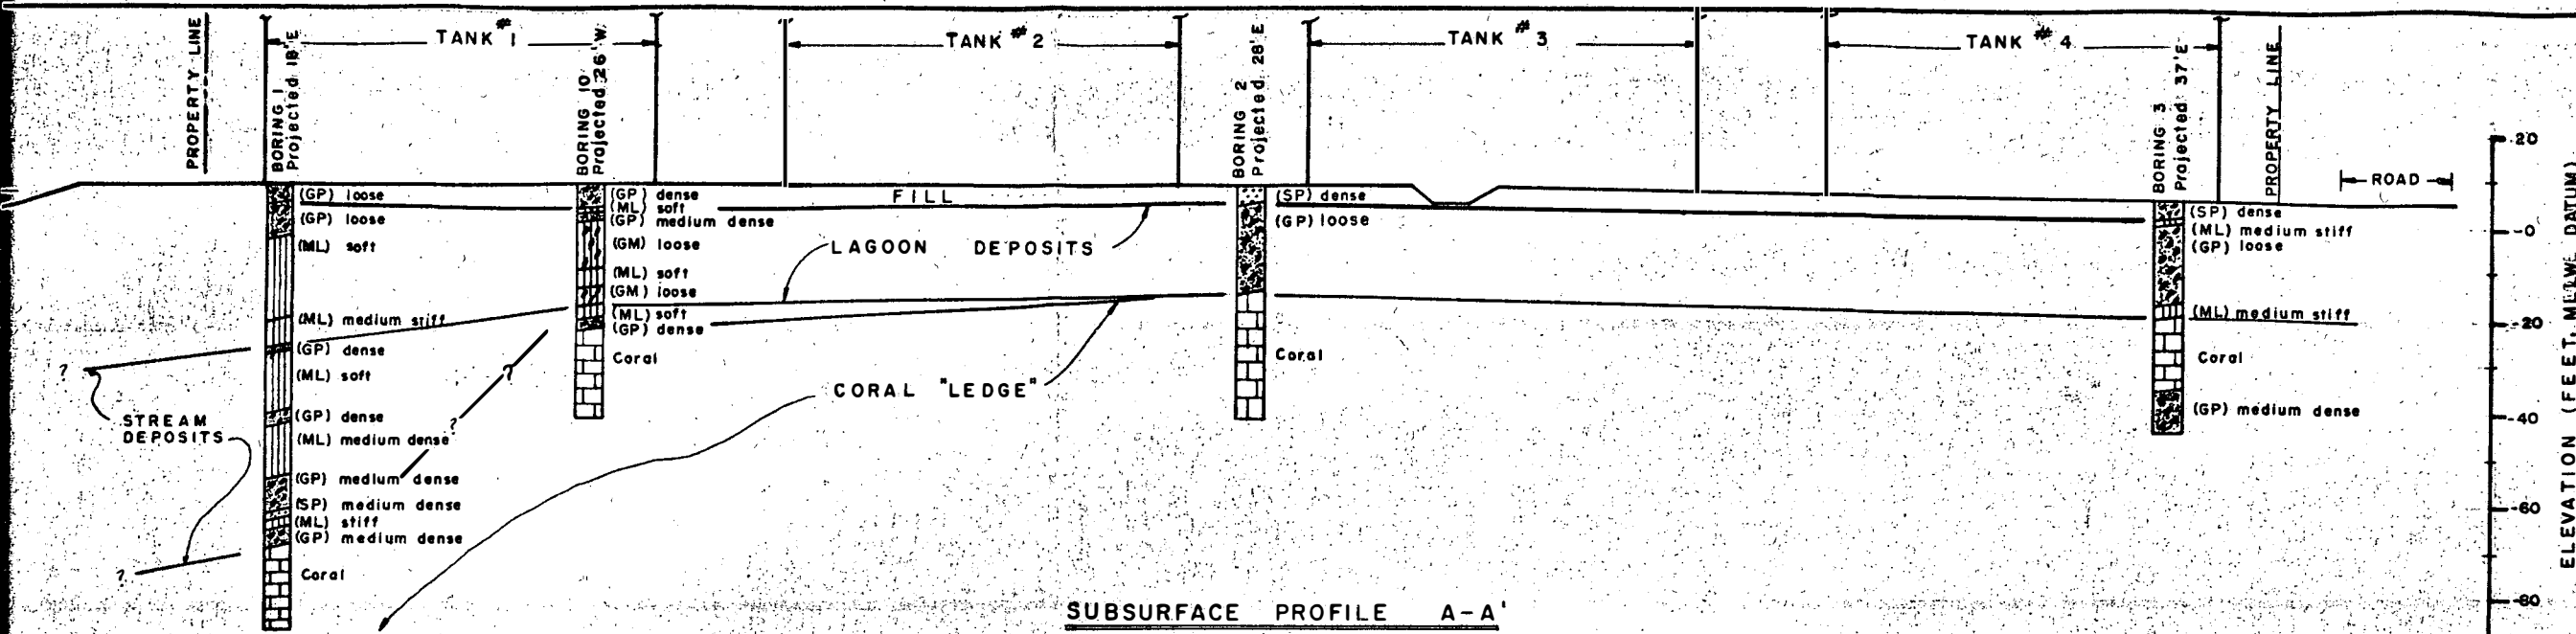 TANK #1
TANK #2
TANK #3
TANK #4
PROPERTY LINE
BORING 1
Projected 18'E
BORING 10
Projected 26'W
BORING 2
Projected 28'E
BORING 3
Projected 37'E
PROPERTY LINE
ROAD
(GP) loose
(GP) loose
(ML) soft
(ML) medium stiff
(GP) dense
(ML) soft
(GP) dense
(ML) medium dense
(GP) medium dense
(SP) medium dense
(ML) stiff
(GP) medium dense
Coral
?
STREAM
DEPOSITS
?
?
?
(GP) dense
(ML) soft
(GP) medium dense
(GM) loose
(ML) soft
(GM) loose
(ML) soft
(GP) dense
Coral
FILL
LAGOON DEPOSITS
CORAL "LEDGE"
(SP) dense
(GP) loose
Coral
(SP) dense
(ML) medium stiff
(GP) loose
(ML) medium stiff
Coral
(GP) medium dense
20
-0
-20
-40
-60
-80
ELEVATION (FEET, MLLW DATUM)
SUBSURFACE PROFILE A-A'